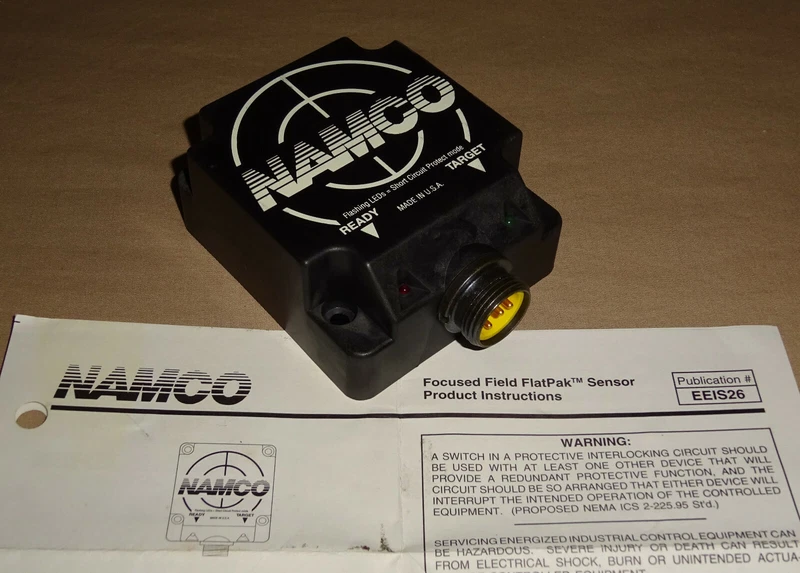 NAMCO
Flashing LEDs = Short Circuit Protect mode
READY
TARGET
MADE IN U.S.A.
NAMCO
Focused Field FlatPak™ Sensor
Product Instructions
Publication #
EEIS26
NAMCO
READY
TARGET
WARNING:
A SWITCH IN A PROTECTIVE INTERLOCKING CIRCUIT SHOULD
BE USED WITH AT LEAST ONE OTHER DEVICE THAT WILL
PROVIDE A REDUNDANT PROTECTIVE FUNCTION, AND THE
CIRCUIT SHOULD BE SO ARRANGED THAT EITHER DEVICE WILL
INTERRUPT THE INTENDED OPERATION OF THE CONTROLLED
EQUIPMENT. (PROPOSED NEMA ICS 2-225.95 St'd.)
SERVICING ENERGIZED INDUSTRIAL CONTROL EQUIPMENT CAN
BE HAZARDOUS. SEVERE INJURY OR DEATH CAN RESULT
FROM ELECTRICAL SHOCK, BURN OR UNINTENDED ACTUA-